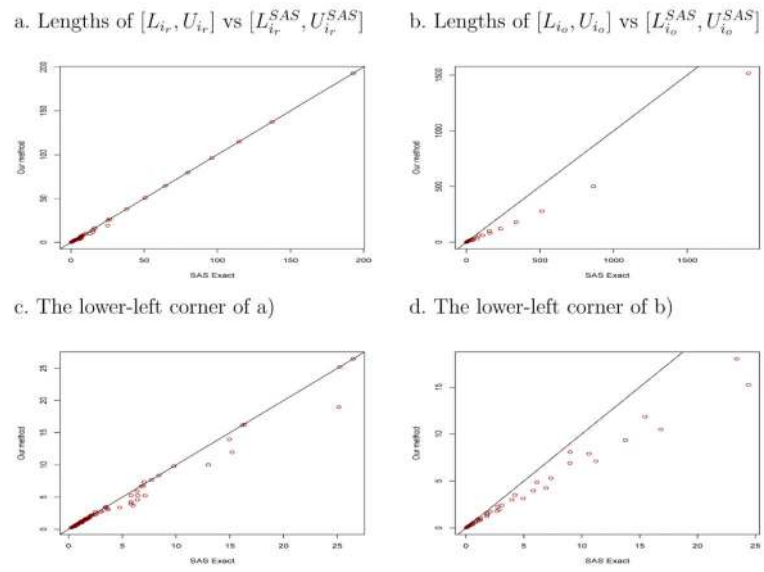 a. Lengths of [L_{i_r}, U_{i_r}] vs [L_{i_r}^{SAS}, U_{i_r}^{SAS}]
b. Lengths of [L_{i_o}, U_{i_o}] vs [L_{i_o}^{SAS}, U_{i_o}^{SAS}]
Our method
0 50 100 150 200
0 50 100 150 200
SAS Exact
Our method
0 500 1000 1500
0 500 1000 1500
SAS Exact
c. The lower-left corner of a)
d. The lower-left corner of b)
Our method
0 5 10 15 20 25
0 5 10 15 20 25
SAS Exact
Our method
0 5 10 15
0 5 10 15 20 25
SAS Exact